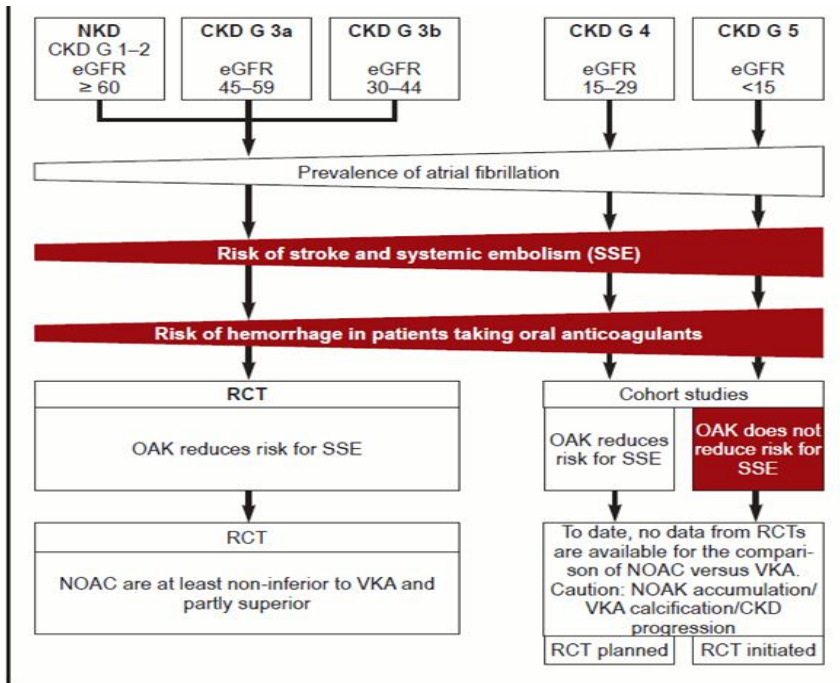 NKD
CKD G 1–2
eGFR
≥ 60
CKD G 3a
eGFR
45–59
CKD G 3b
eGFR
30–44
CKD G 4
eGFR
15–29
CKD G 5
eGFR
<15
Prevalence of atrial fibrillation
Risk of stroke and systemic embolism (SSE)
Risk of hemorrhage in patients taking oral anticoagulants
RCT
OAK reduces risk for SSE
Cohort studies
OAK reduces
risk for SSE
OAK does not
reduce risk for
SSE
RCT
NOAC are at least non-inferior to VKA and
partly superior
To date, no data from RCTs
are available for the compari-
son of NOAC versus VKA.
Caution: NOAK accumulation/
VKA calcification/CKD
progression
RCT planned
RCT initiated